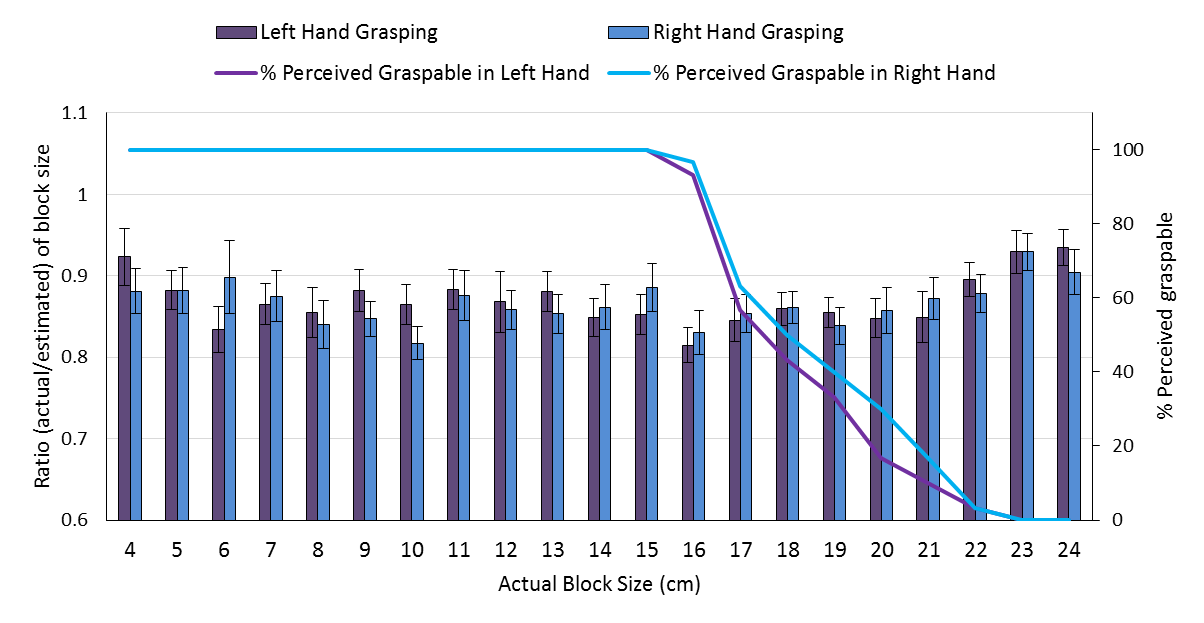 Left Hand Grasping
Right Hand Grasping
% Perceived Graspable in Left Hand
% Perceived Graspable in Right Hand
Ratio (actual/estimated) of block size
1.1
1
0.9
0.8
0.7
0.6
100
80
60
40
20
0
% Perceived graspable
4 5 6 7 8 9 10 11 12 13 14 15 16 17 18 19 20 21 22 23 24
Actual Block Size (cm)